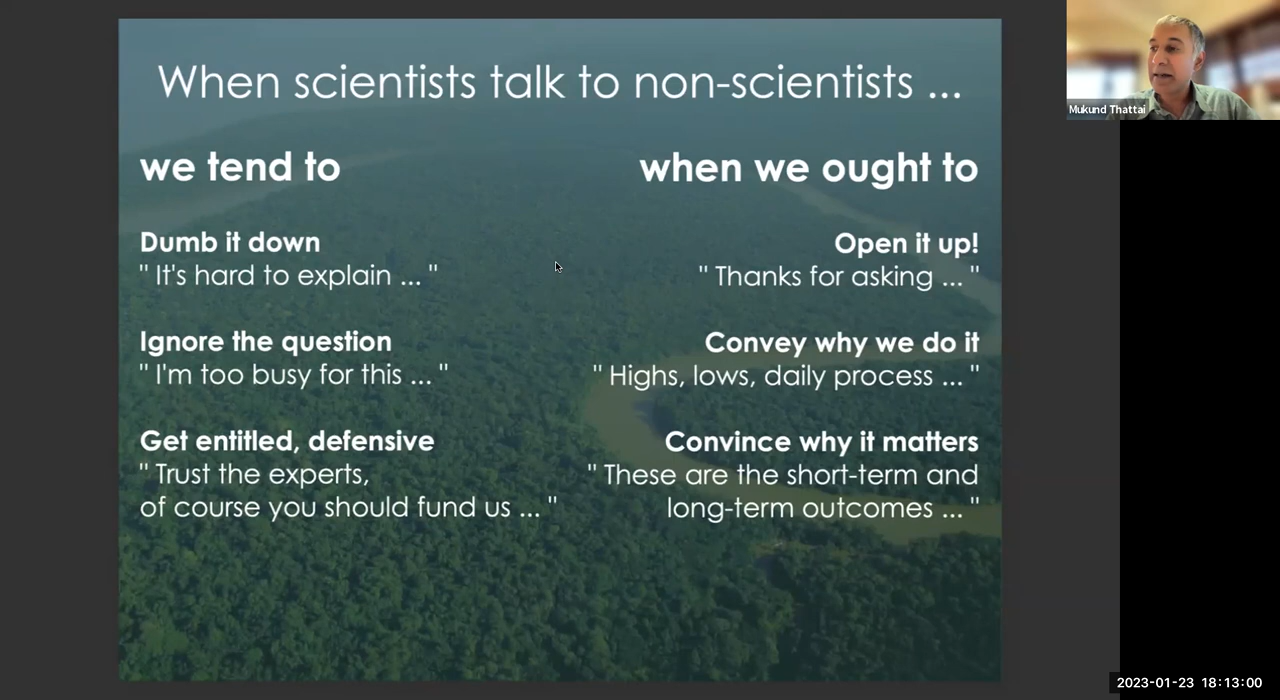 When scientists talk to non-scientists ...
we tend to
when we ought to
Dumb it down
" It's hard to explain ... "
Open it up!
" Thanks for asking ... "
Ignore the question
" I'm too busy for this ... "
Convey why we do it
" Highs, lows, daily process ... "
Get entitled, defensive
" Trust the experts,
of course you should fund us ... "
Convince why it matters
" These are the short-term and
long-term outcomes ... "
Mukund Thattai
2023-01-23 18:13:00